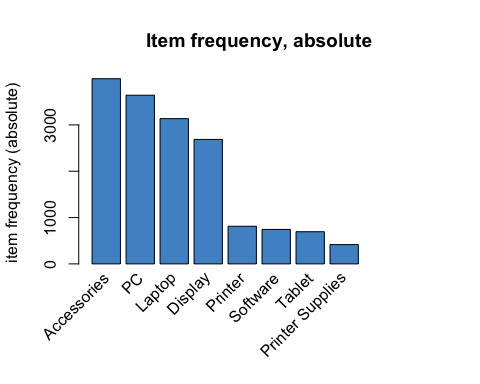 Item frequency, absolute
item frequency (absolute)
3000
1000
0
Accessories
PC
Laptop
Display
Printer
Software
Tablet
Printer Supplies